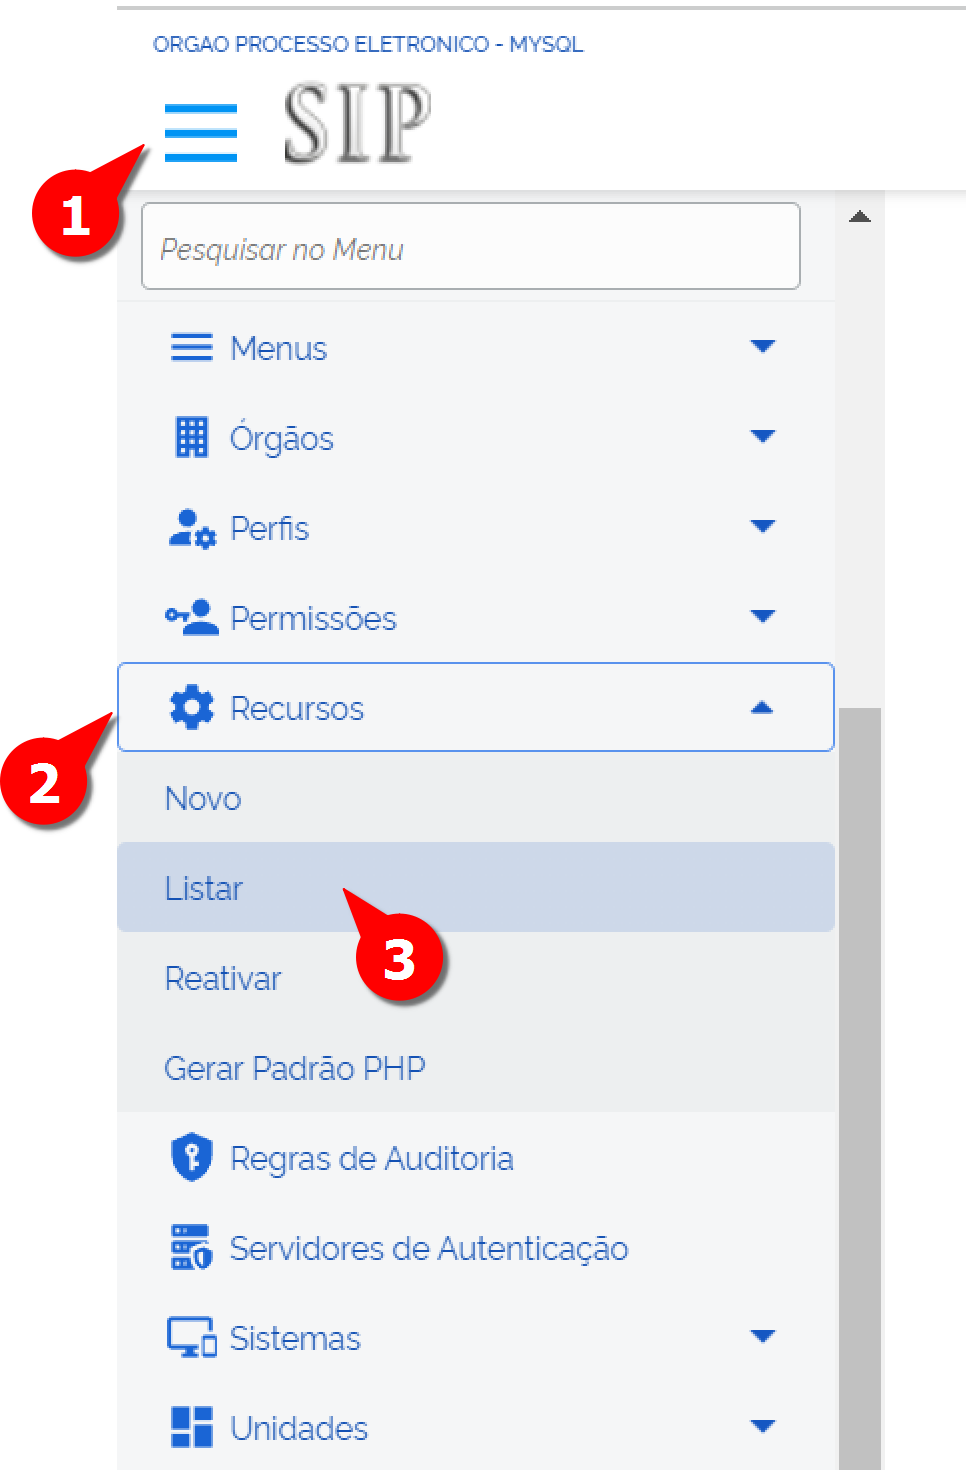 ORGAO PROCESSO ELETRONICO - MYSQL
SIP
1
Pesquisar no Menu
Menus
Órgãos
Perfis
Permissões
Recursos
2
Novo
Listar
3
Reativar
Gerar Padrão PHP
Regras de Auditoria
Servidores de Autenticação
Sistemas
Unidades